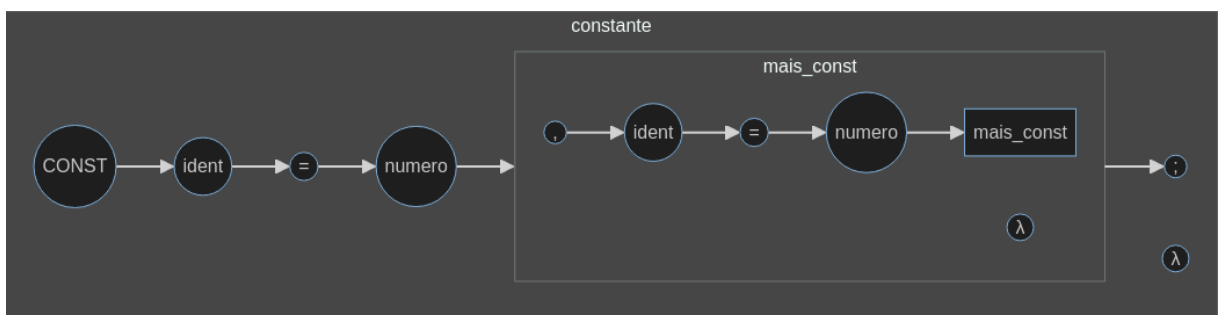 constante
mais_const
CONST ident = numero , ident = numero mais_const ;
λ
λ